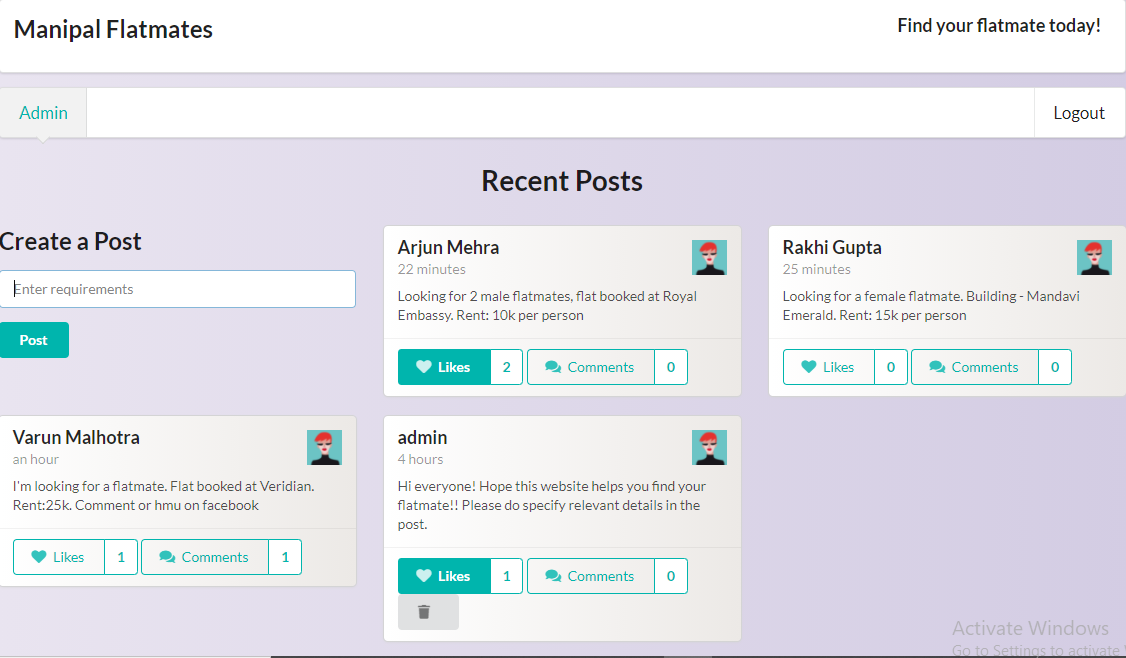 Manipal Flatmates
Find your flatmate today!
Admin
Logout
Recent Posts
Create a Post
Enter requirements
Post
Arjun Mehra
22 minutes
Looking for 2 male flatmates, flat booked at Royal
Embassy. Rent: 10k per person
Likes 2 Comments 0
Rakhi Gupta
25 minutes
Looking for a female flatmate. Building - Mandavi
Emerald. Rent: 15k per person
Likes 0 Comments 0
Varun Malhotra
an hour
I'm looking for a flatmate. Flat booked at Veridian.
Rent:25k. Comment or hmu on facebook
Likes 1 Comments 1
admin
4 hours
Hi everyone! Hope this website helps you find your
flatmate!! Please do specify relevant details in the
post.
Likes 1 Comments 0
Activate Windows
Go to Settings to activate